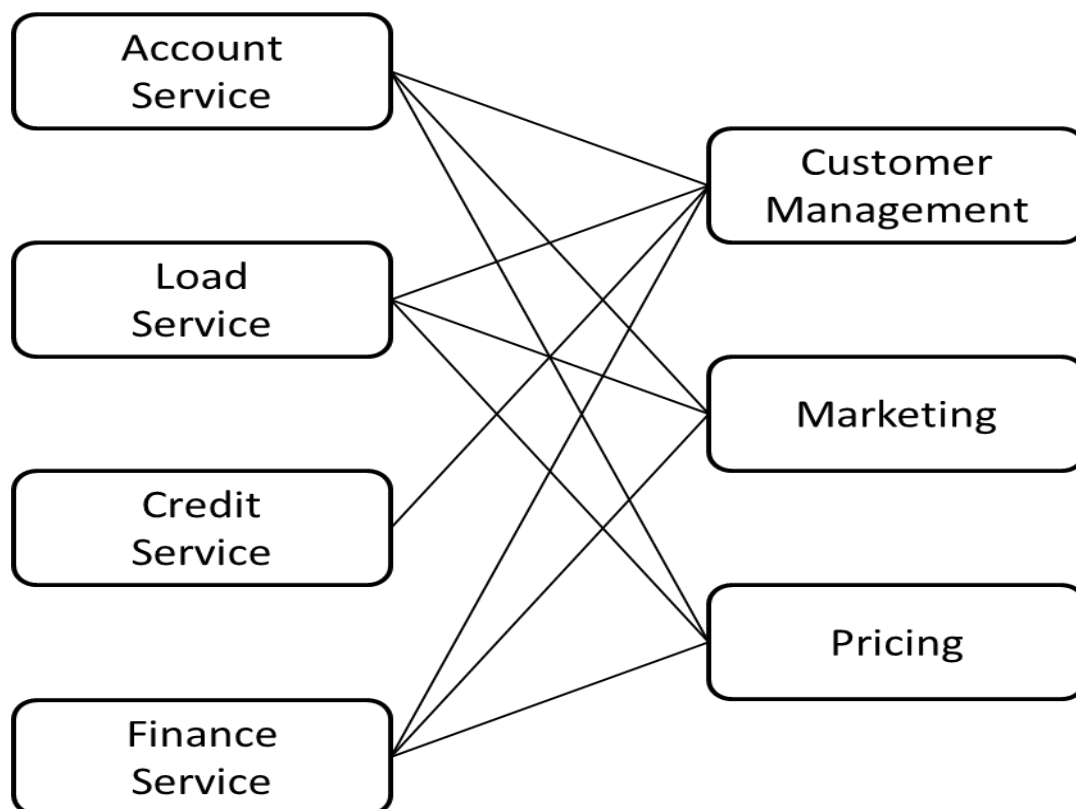 Account
Service
Load
Service
Credit
Service
Finance
Service
Customer
Management
Marketing
Pricing